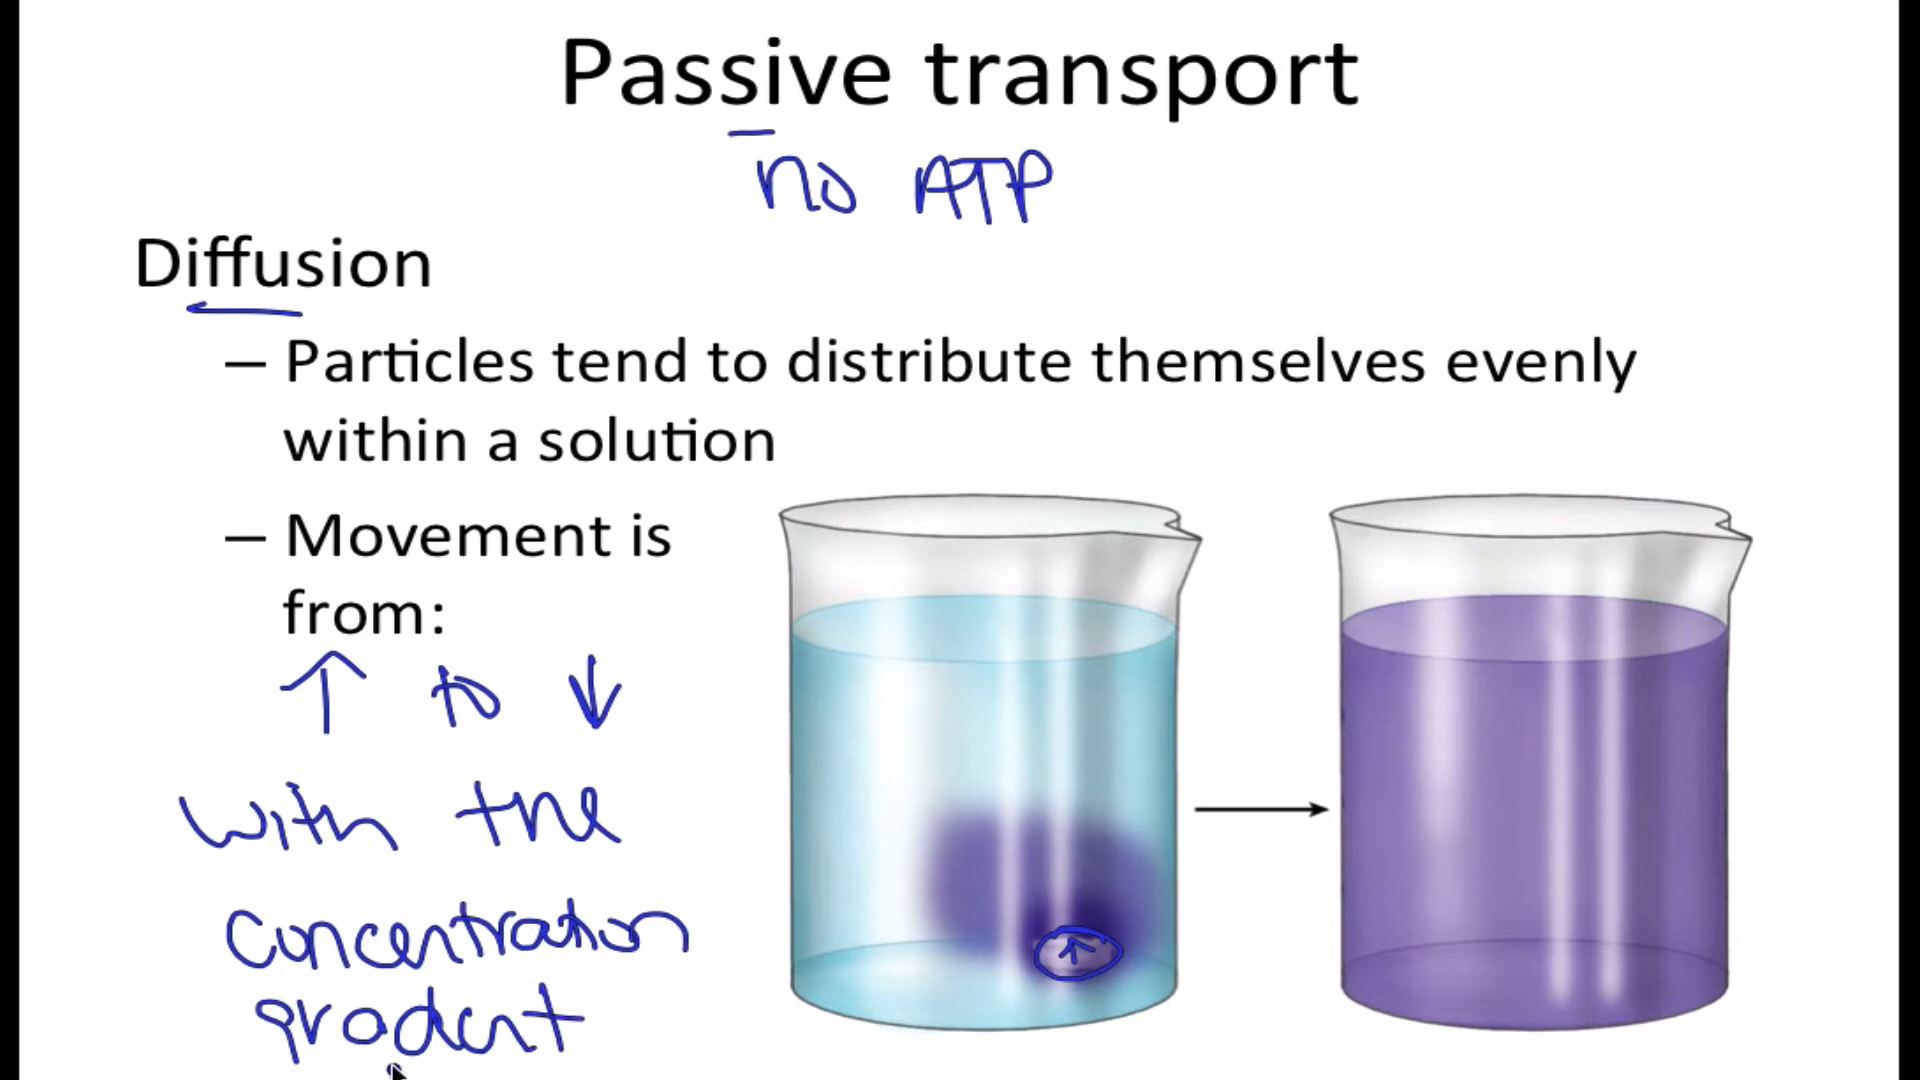 Passive transport
no ATP
Diffusion
– Particles tend to distribute themselves evenly
within a solution
– Movement is
from:
↑ to ↓
with the
concentration
gradient
↑